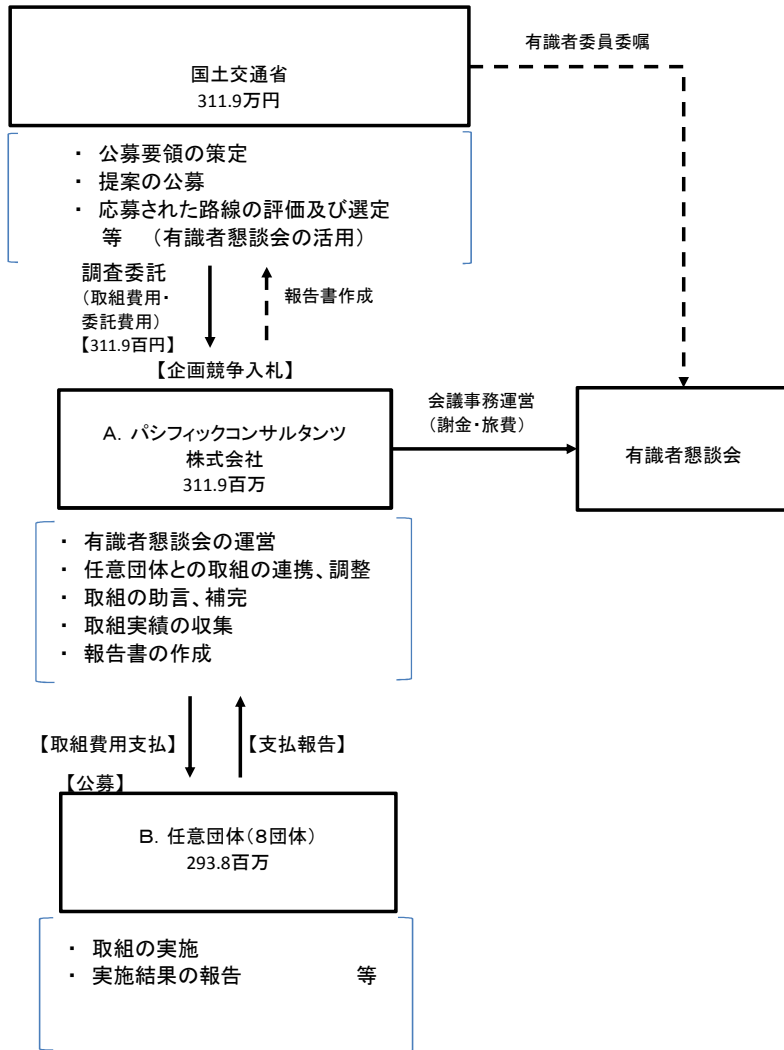 有識者委員委嘱
国土交通省
311.9万円
・ 公募要領の策定
・ 提案の公募
・ 応募された路線の評価及び選定
等 （有識者懇談会の活用）
調査委託
（取組費用・
委託費用）
【311.9百円】
報告書作成
【企画競争入札】
A．パシフィックコンサルタンツ
株式会社
311.9百万
会議事務運営
（謝金・旅費）
有識者懇談会
・ 有識者懇談会の運営
・ 任意団体との取組の連携、調整
・ 取組の助言、補完
・ 取組実績の収集
・ 報告書の作成
【取組費用支払】
【支払報告】
【公募】
B．任意団体（８団体）
293.8百万
・ 取組の実施
・ 実施結果の報告 等